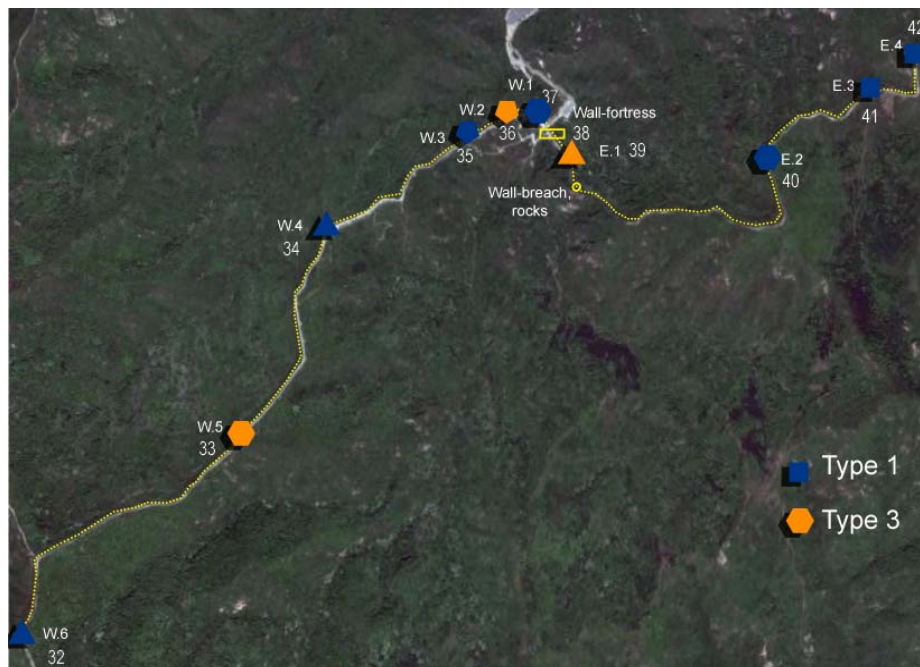 42
E.4
E.3
41
W.1
37
W.2
36
Wall-fortress
38
W.3
35
E.1 39
E.2
40
Wall-breach,
rocks
W.4
34
W.5
33
Type 1
Type 3
W.6
32